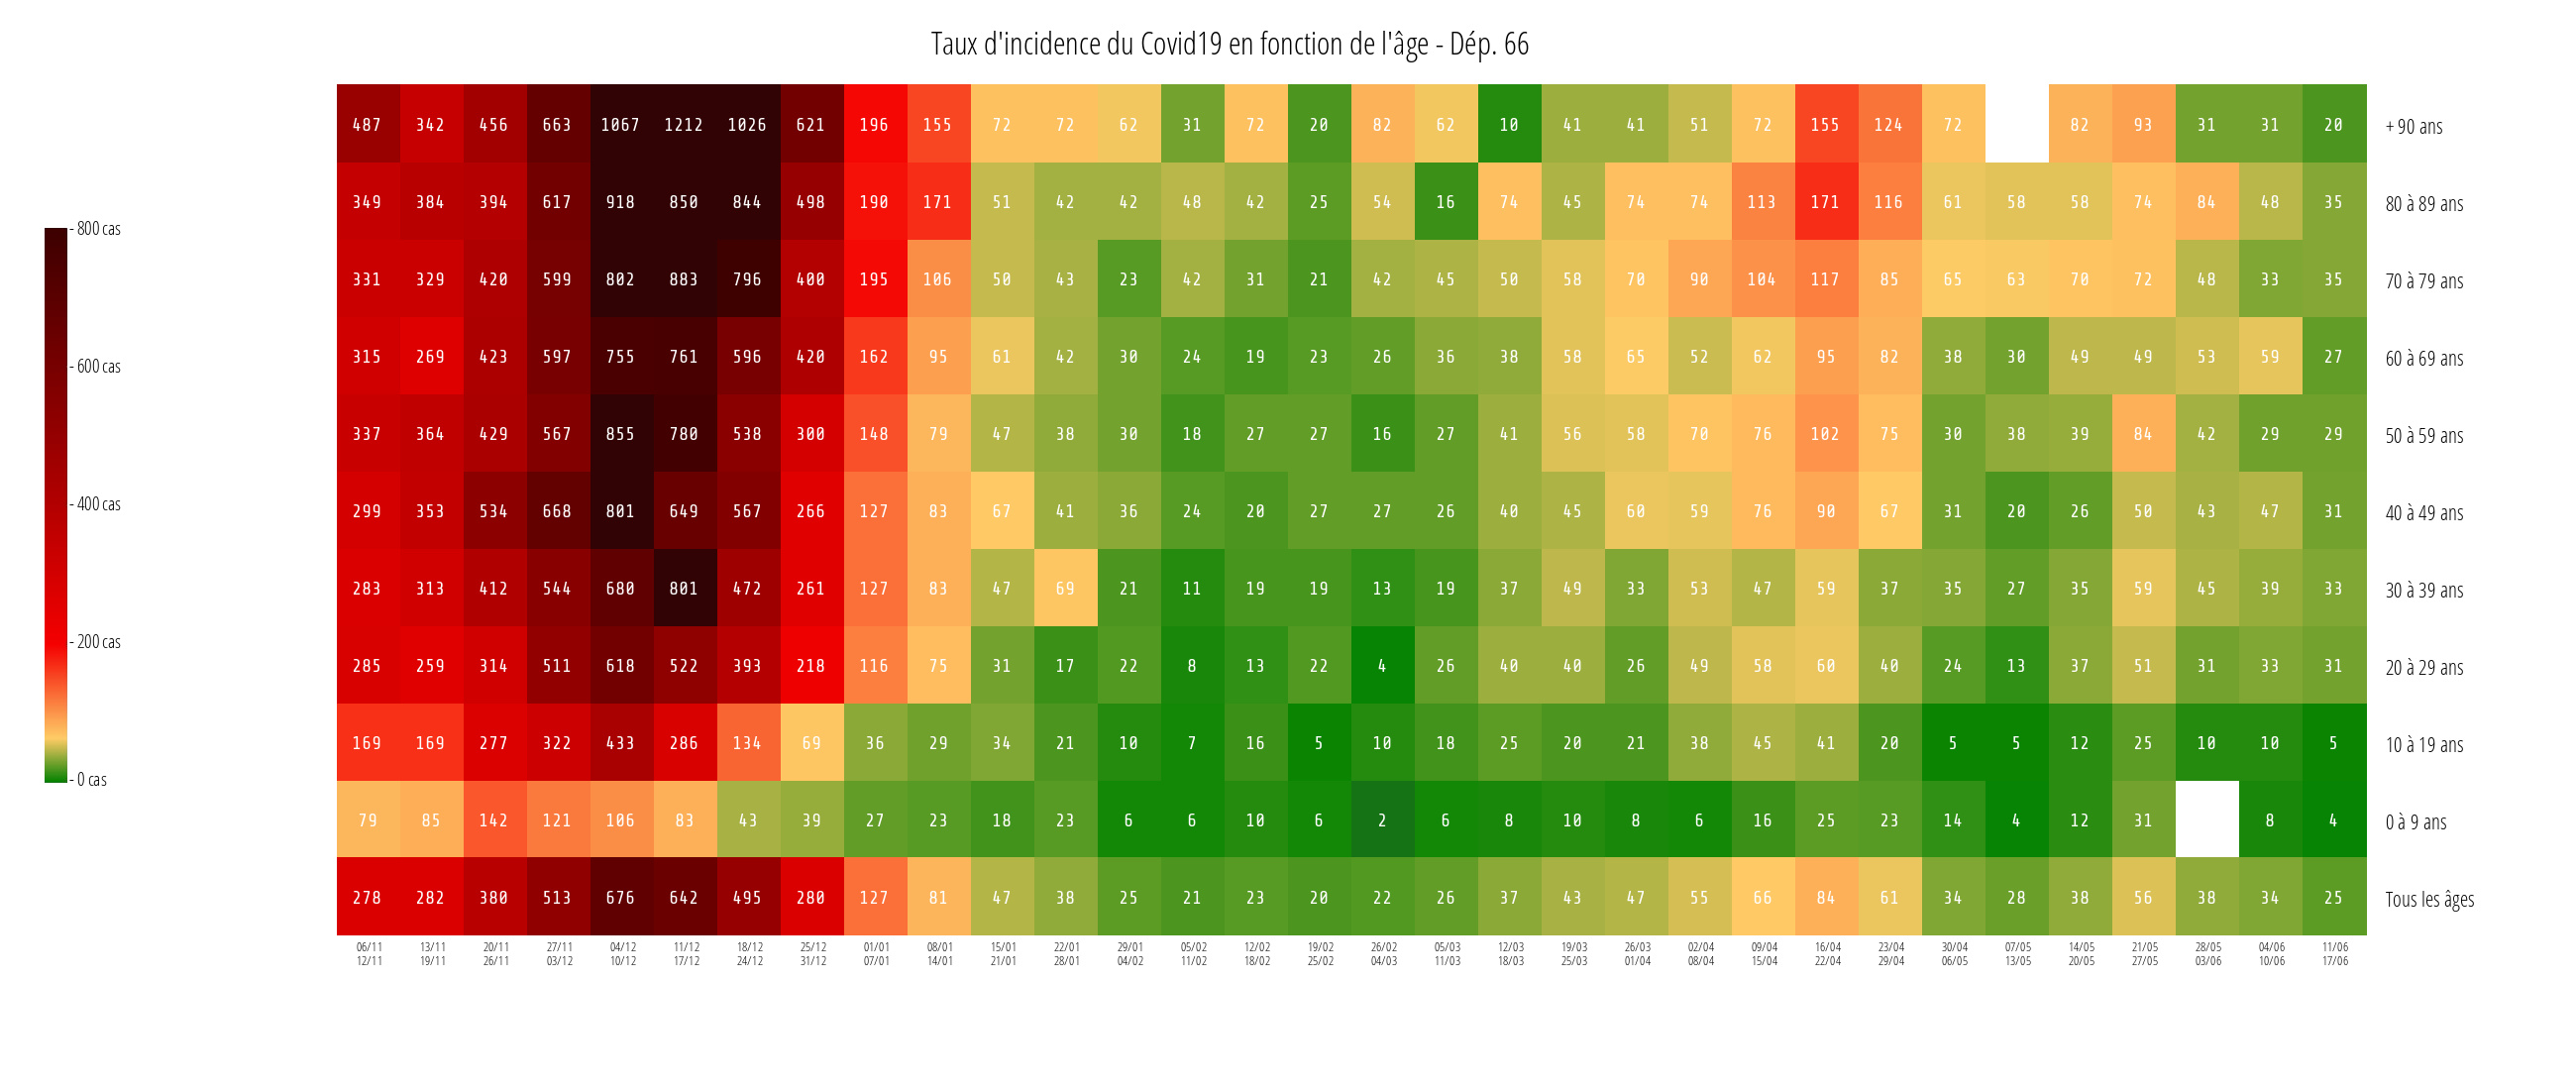 Taux d'incidence du Covid19 en fonction de l'âge - Dép. 66
487 342 456 663 1067 1212 1026 621 196 155 72 72 62 31 72 20 82 62 10 41 41 51 72 155 124 72 82 93 31 31 20 + 90 ans
349 384 394 617 918 850 844 498 190 171 51 42 42 48 42 25 54 16 74 45 74 74 113 171 116 61 58 58 74 84 48 35 80 à 89 ans
- 800 cas
331 329 420 599 802 883 796 400 195 106 50 43 23 42 31 21 42 45 50 58 70 90 104 117 85 65 63 70 72 48 33 35 70 à 79 ans
315 269 423 597 755 761 596 420 162 95 61 42 30 24 19 23 26 36 38 58 65 52 62 95 82 38 30 49 49 53 59 27 60 à 69 ans
- 600 cas
337 364 429 567 855 780 538 300 148 79 47 38 30 18 27 27 16 27 41 56 58 70 76 102 75 30 38 39 84 42 29 29 50 à 59 ans
- 400 cas
299 353 534 668 801 649 567 266 127 83 67 41 36 24 20 27 27 26 40 45 60 59 76 90 67 31 20 26 50 43 47 31 40 à 49 ans
283 313 412 544 680 801 472 261 127 83 47 69 21 11 19 19 13 19 37 49 33 53 47 59 37 35 27 35 59 45 39 33 30 à 39 ans
- 200 cas
285 259 314 511 618 522 393 218 116 75 31 17 22 8 13 22 4 26 40 40 26 49 58 60 40 24 13 37 51 31 33 31 20 à 29 ans
169 169 277 322 433 286 134 69 36 29 34 21 10 7 16 5 10 18 25 20 21 38 45 41 20 5 5 12 25 10 10 5 10 à 19 ans
- 0 cas
79 85 142 121 106 83 43 39 27 23 18 23 6 6 10 6 2 6 8 10 8 6 16 25 23 14 4 12 31 8 4 0 à 9 ans
278 282 380 513 676 642 495 280 127 81 47 38 25 21 23 20 22 26 37 43 47 55 66 84 61 34 28 38 56 38 34 25 Tous les âges
06/11 13/11 20/11 27/11 04/12 11/12 18/12 25/12 01/01 08/01 15/01 22/01 29/01 05/02 12/02 19/02 26/02 05/03 12/03 19/03 26/03 02/04 09/04 16/04 23/04 30/04 07/05 14/05 21/05 28/05 04/06 11/06
12/11 19/11 26/11 03/12 10/12 17/12 24/12 31/12 07/01 14/01 21/01 28/01 04/02 11/02 18/02 25/02 04/03 11/03 18/03 25/03 01/04 08/04 15/04 22/04 29/04 06/05 13/05 20/05 27/05 03/06 10/06 17/06